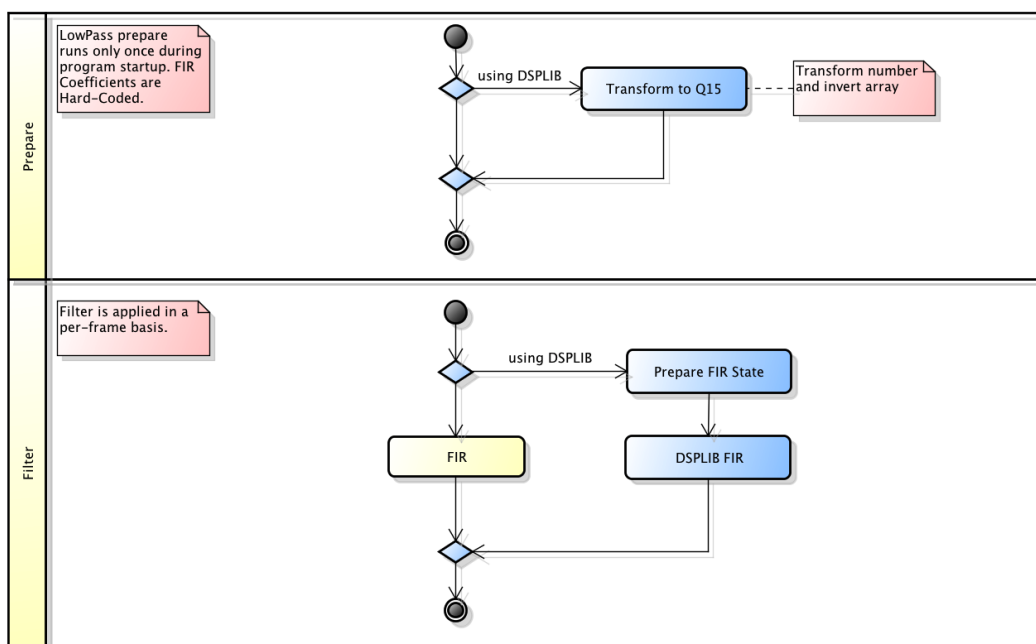 Prepare
LowPass prepare
runs only once during
program startup. FIR
Coefficients are
Hard-Coded.
using DSPLIB
Transform to Q15
Transform number
and invert array
Filter
Filter is applied in a
per-frame basis.
using DSPLIB
Prepare FIR State
FIR
DSPLIB FIR